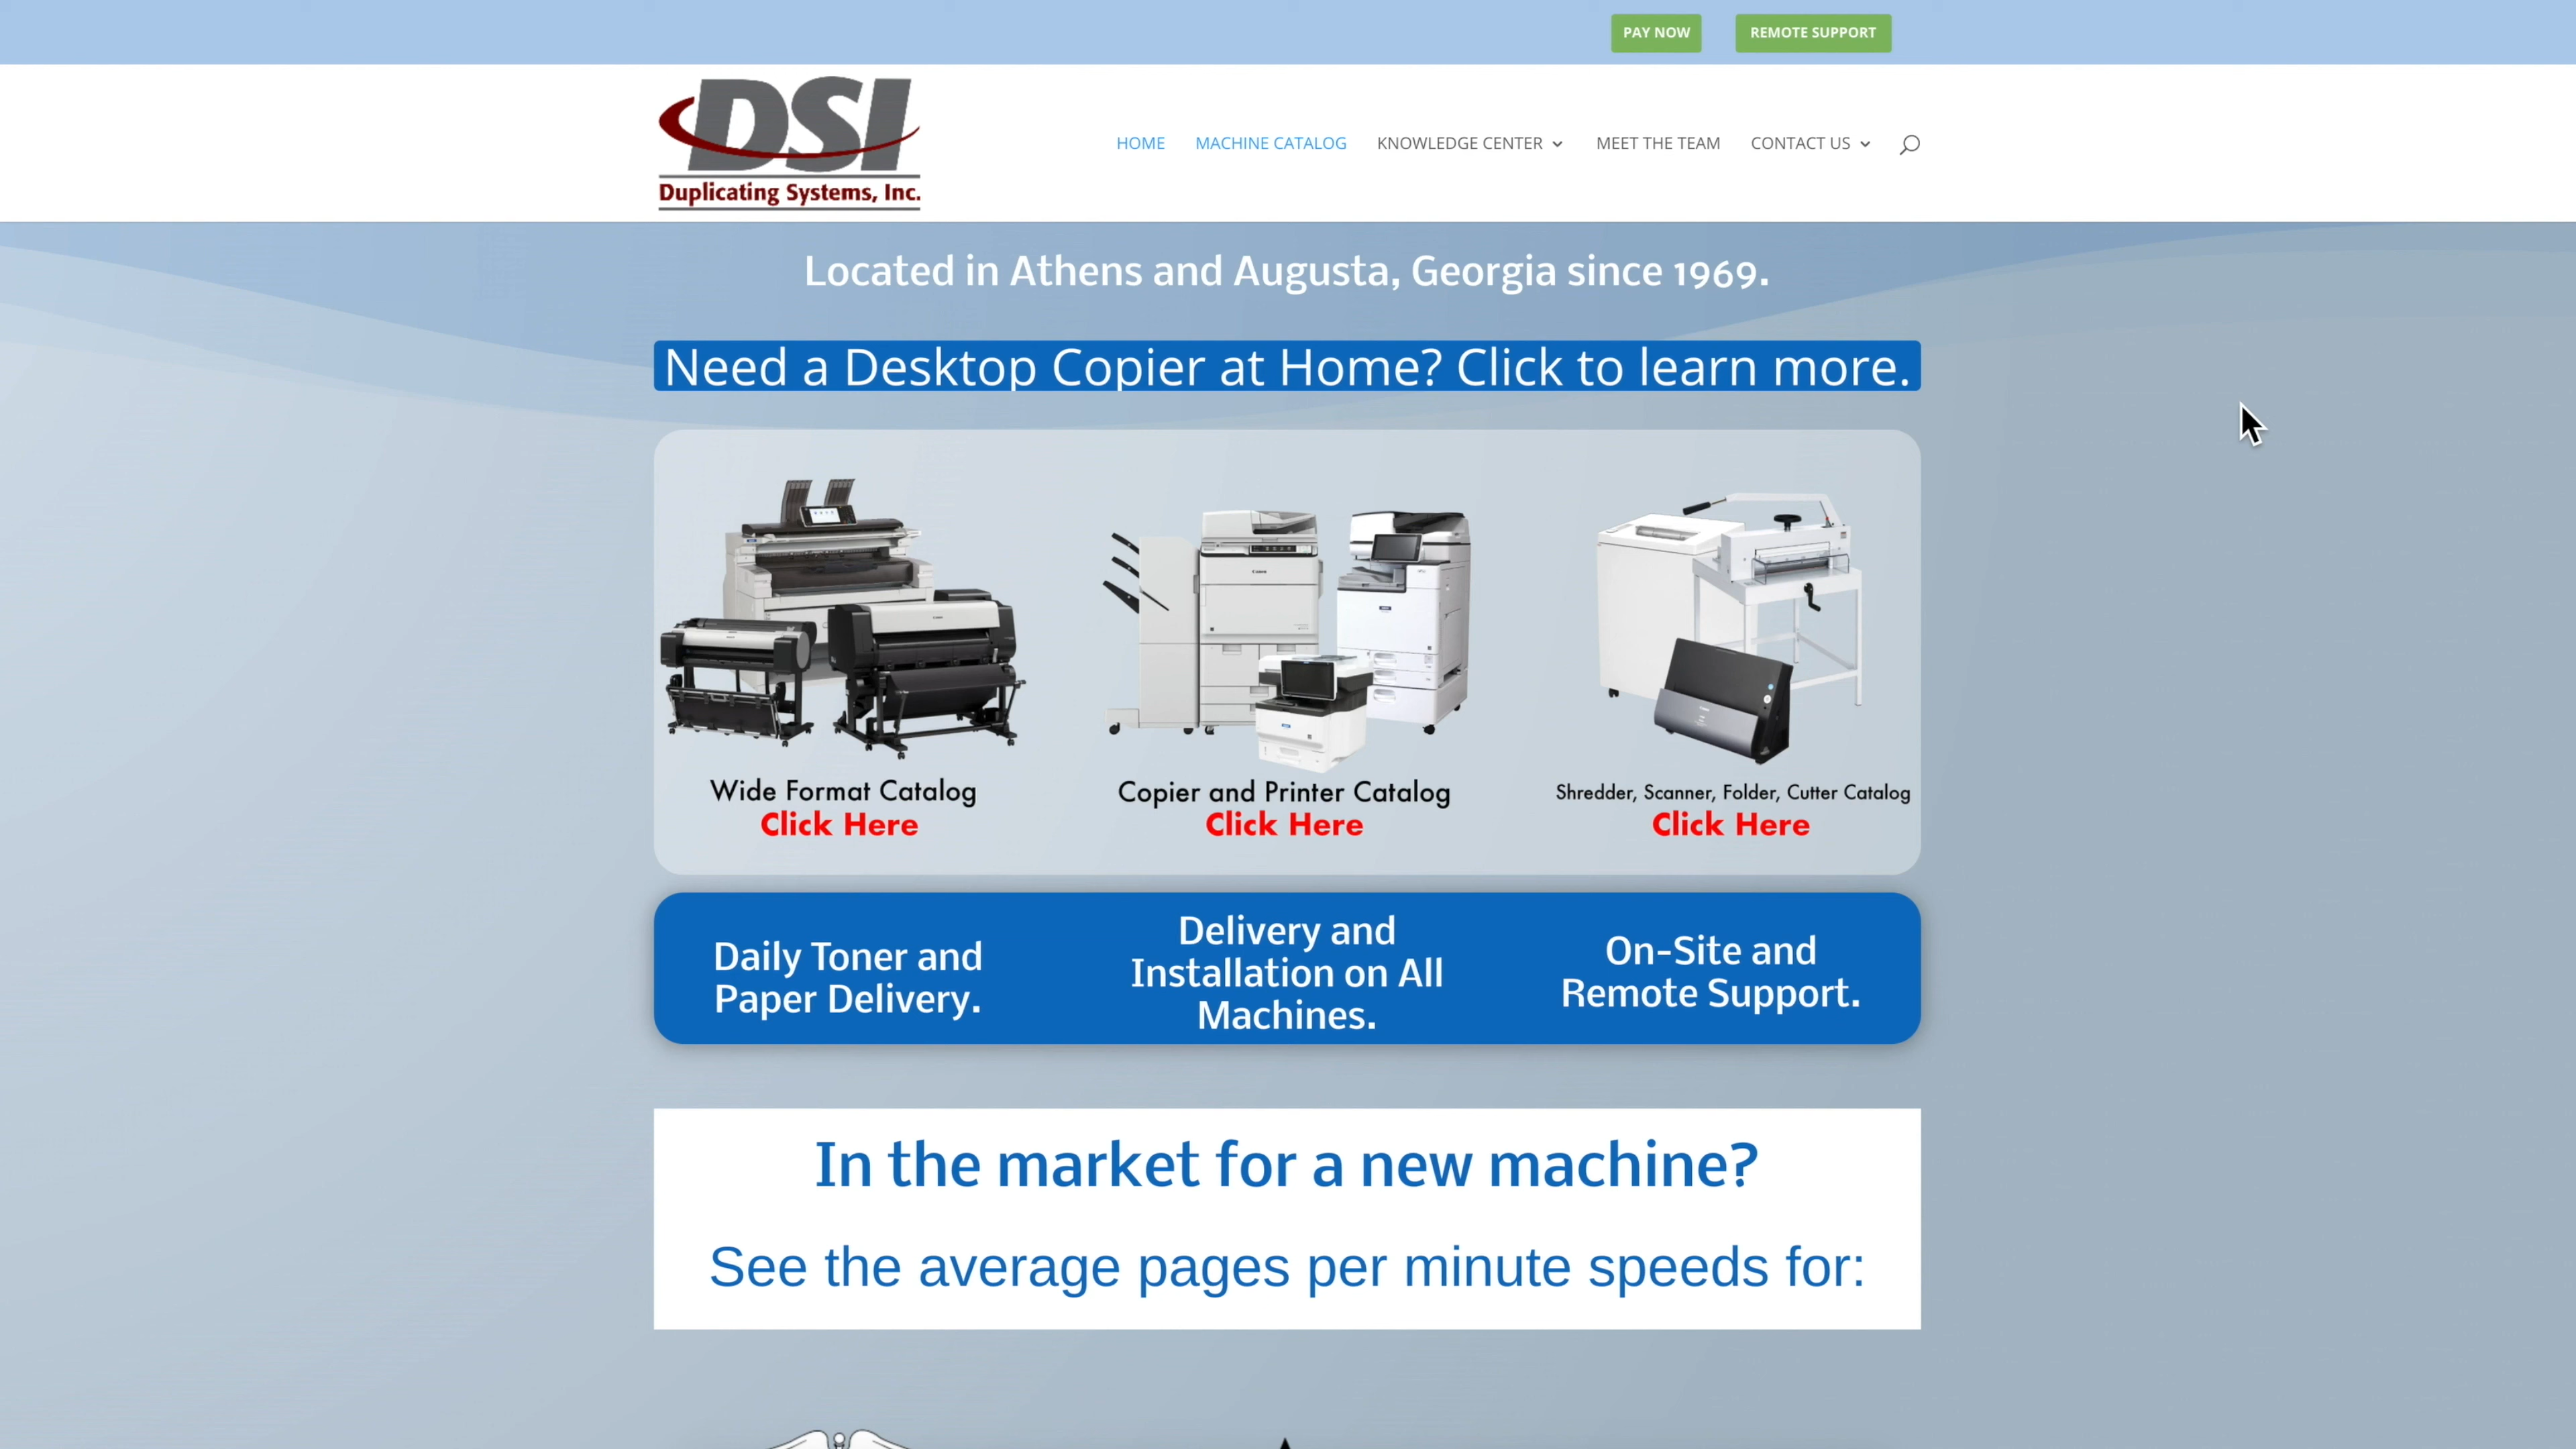 PAY NOW
REMOTE SUPPORT
DSI
Duplicating Systems, Inc.
HOME
MACHINE CATALOG
KNOWLEDGE CENTER
MEET THE TEAM
CONTACT US
Located in Athens and Augusta, Georgia since 1969.
Need a Desktop Copier at Home? Click to learn more.
Wide Format Catalog
Click Here
Copier and Printer Catalog
Click Here
Shredder, Scanner, Folder, Cutter Catalog
Click Here
Daily Toner and
Paper Delivery.
Delivery and
Installation on All
Machines.
On-Site and
Remote Support.
In the market for a new machine?
See the average pages per minute speeds for: